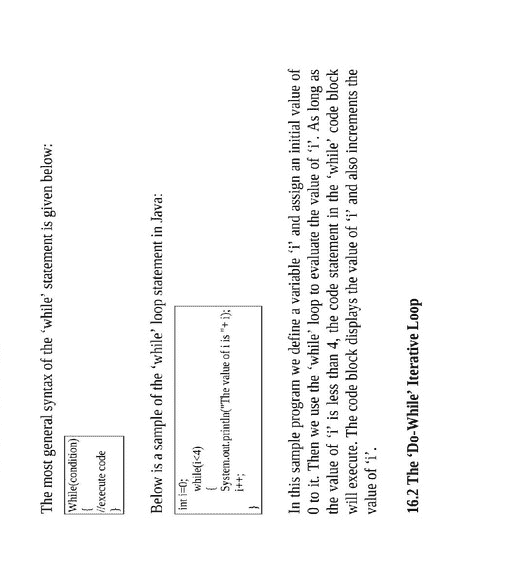 The most general syntax of the ‘while’ statement is given below:
While(condition)
{
//execute code
}
Below is a sample of the ‘while’ loop statement in Java:
int i=0;
while(i<4)
{
System.out.println("The value of i is "+ i);
i++;
}
In this sample program we define a variable ‘i’ and assign an initial value of
0 to it. Then we use the ‘while’ loop to evaluate the value of ‘i’. As long as
the value of ‘i’ is less than 4, the code statement in the ‘while’ code block
will execute. The code block displays the value of ‘i’ and also increments the
value of ‘i’.
16.2 The ‘Do-While’ Iterative Loop